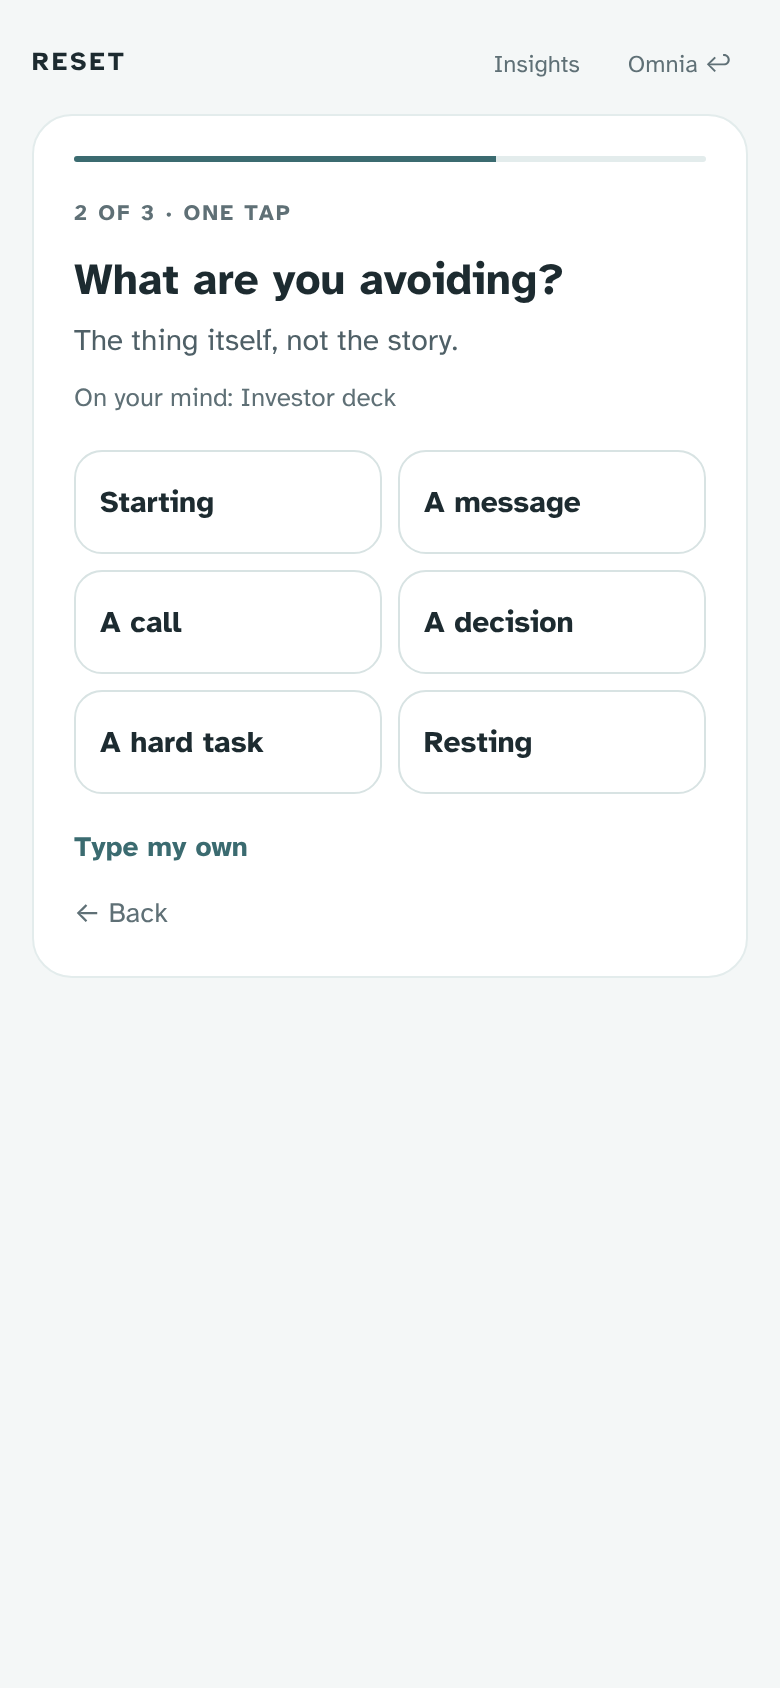 RESET
Insights
Omnia ↩
2 OF 3 · ONE TAP
What are you avoiding?
The thing itself, not the story.
On your mind: Investor deck
Starting
A message
A call
A decision
A hard task
Resting
Type my own
← Back